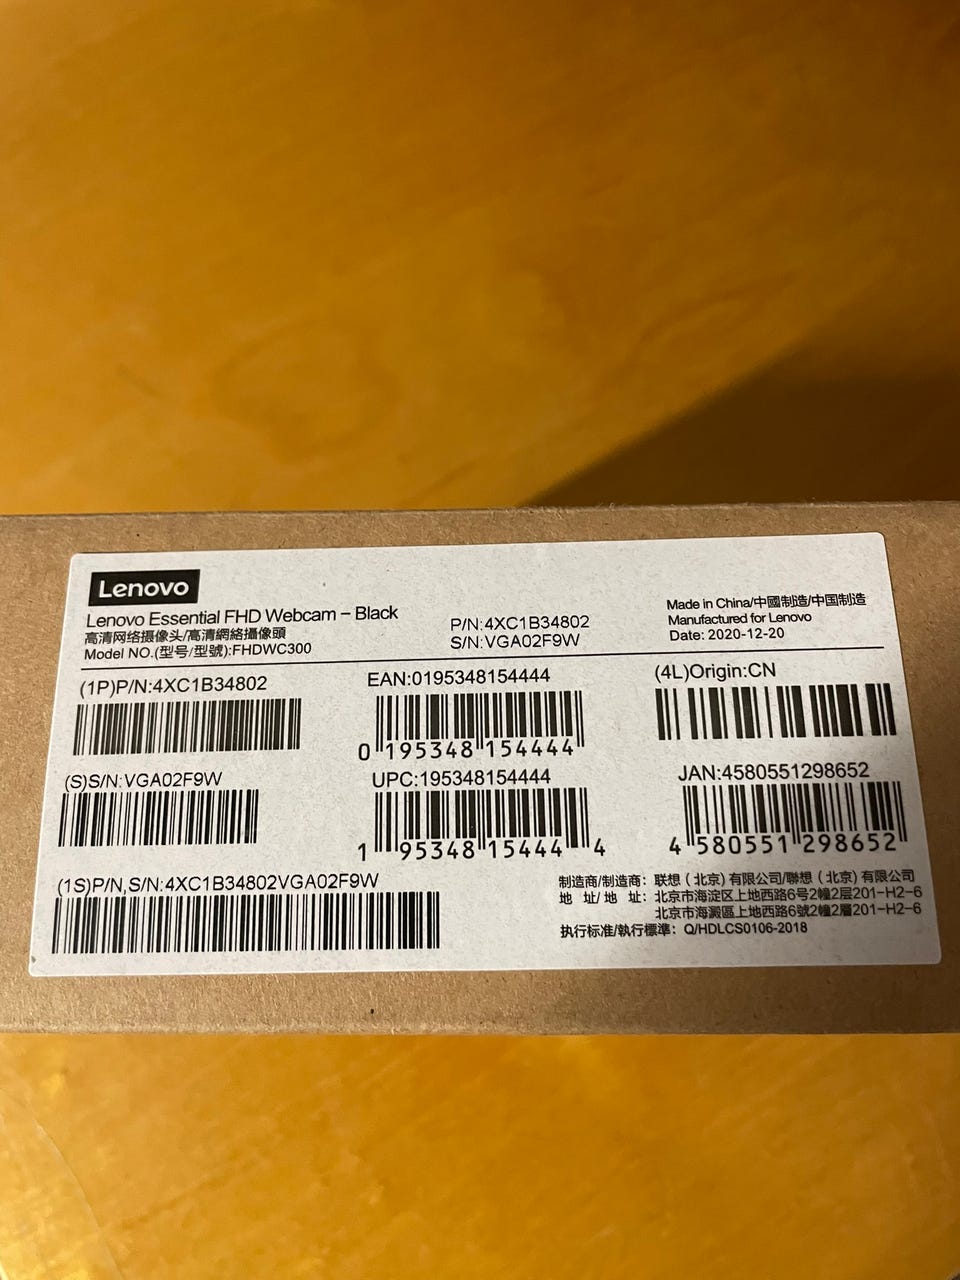 Lenovo
Lenovo Essential FHD Webcam – Black
高清网络摄像头/高清網絡攝像頭
Model NO.(型号/型號):FHDWC300
P/N:4XC1B34802
S/N:VGA02F9W
Made in China/中國制造/中国制造
Manufactured for Lenovo
Date: 2020-12-20
(1P)P/N:4XC1B34802
EAN:0195348154444
0 195348 154444
(4L)Origin:CN
(S)S/N:VGA02F9W
UPC:195348154444
1 95348 15444 4
JAN:4580551298652
4 580551 298652
(1S)P/N,S/N:4XC1B34802VGA02F9W
制造商/制造商：联想（北京）有限公司/聯想（北京）有限公司
地 址/地 址：北京市海淀区上地西路6号2幢2层201-H2-6
北京市海澱區上地西路6號2幢2層201-H2-6
执行标准/執行標準：Q/HDLCS0106-2018